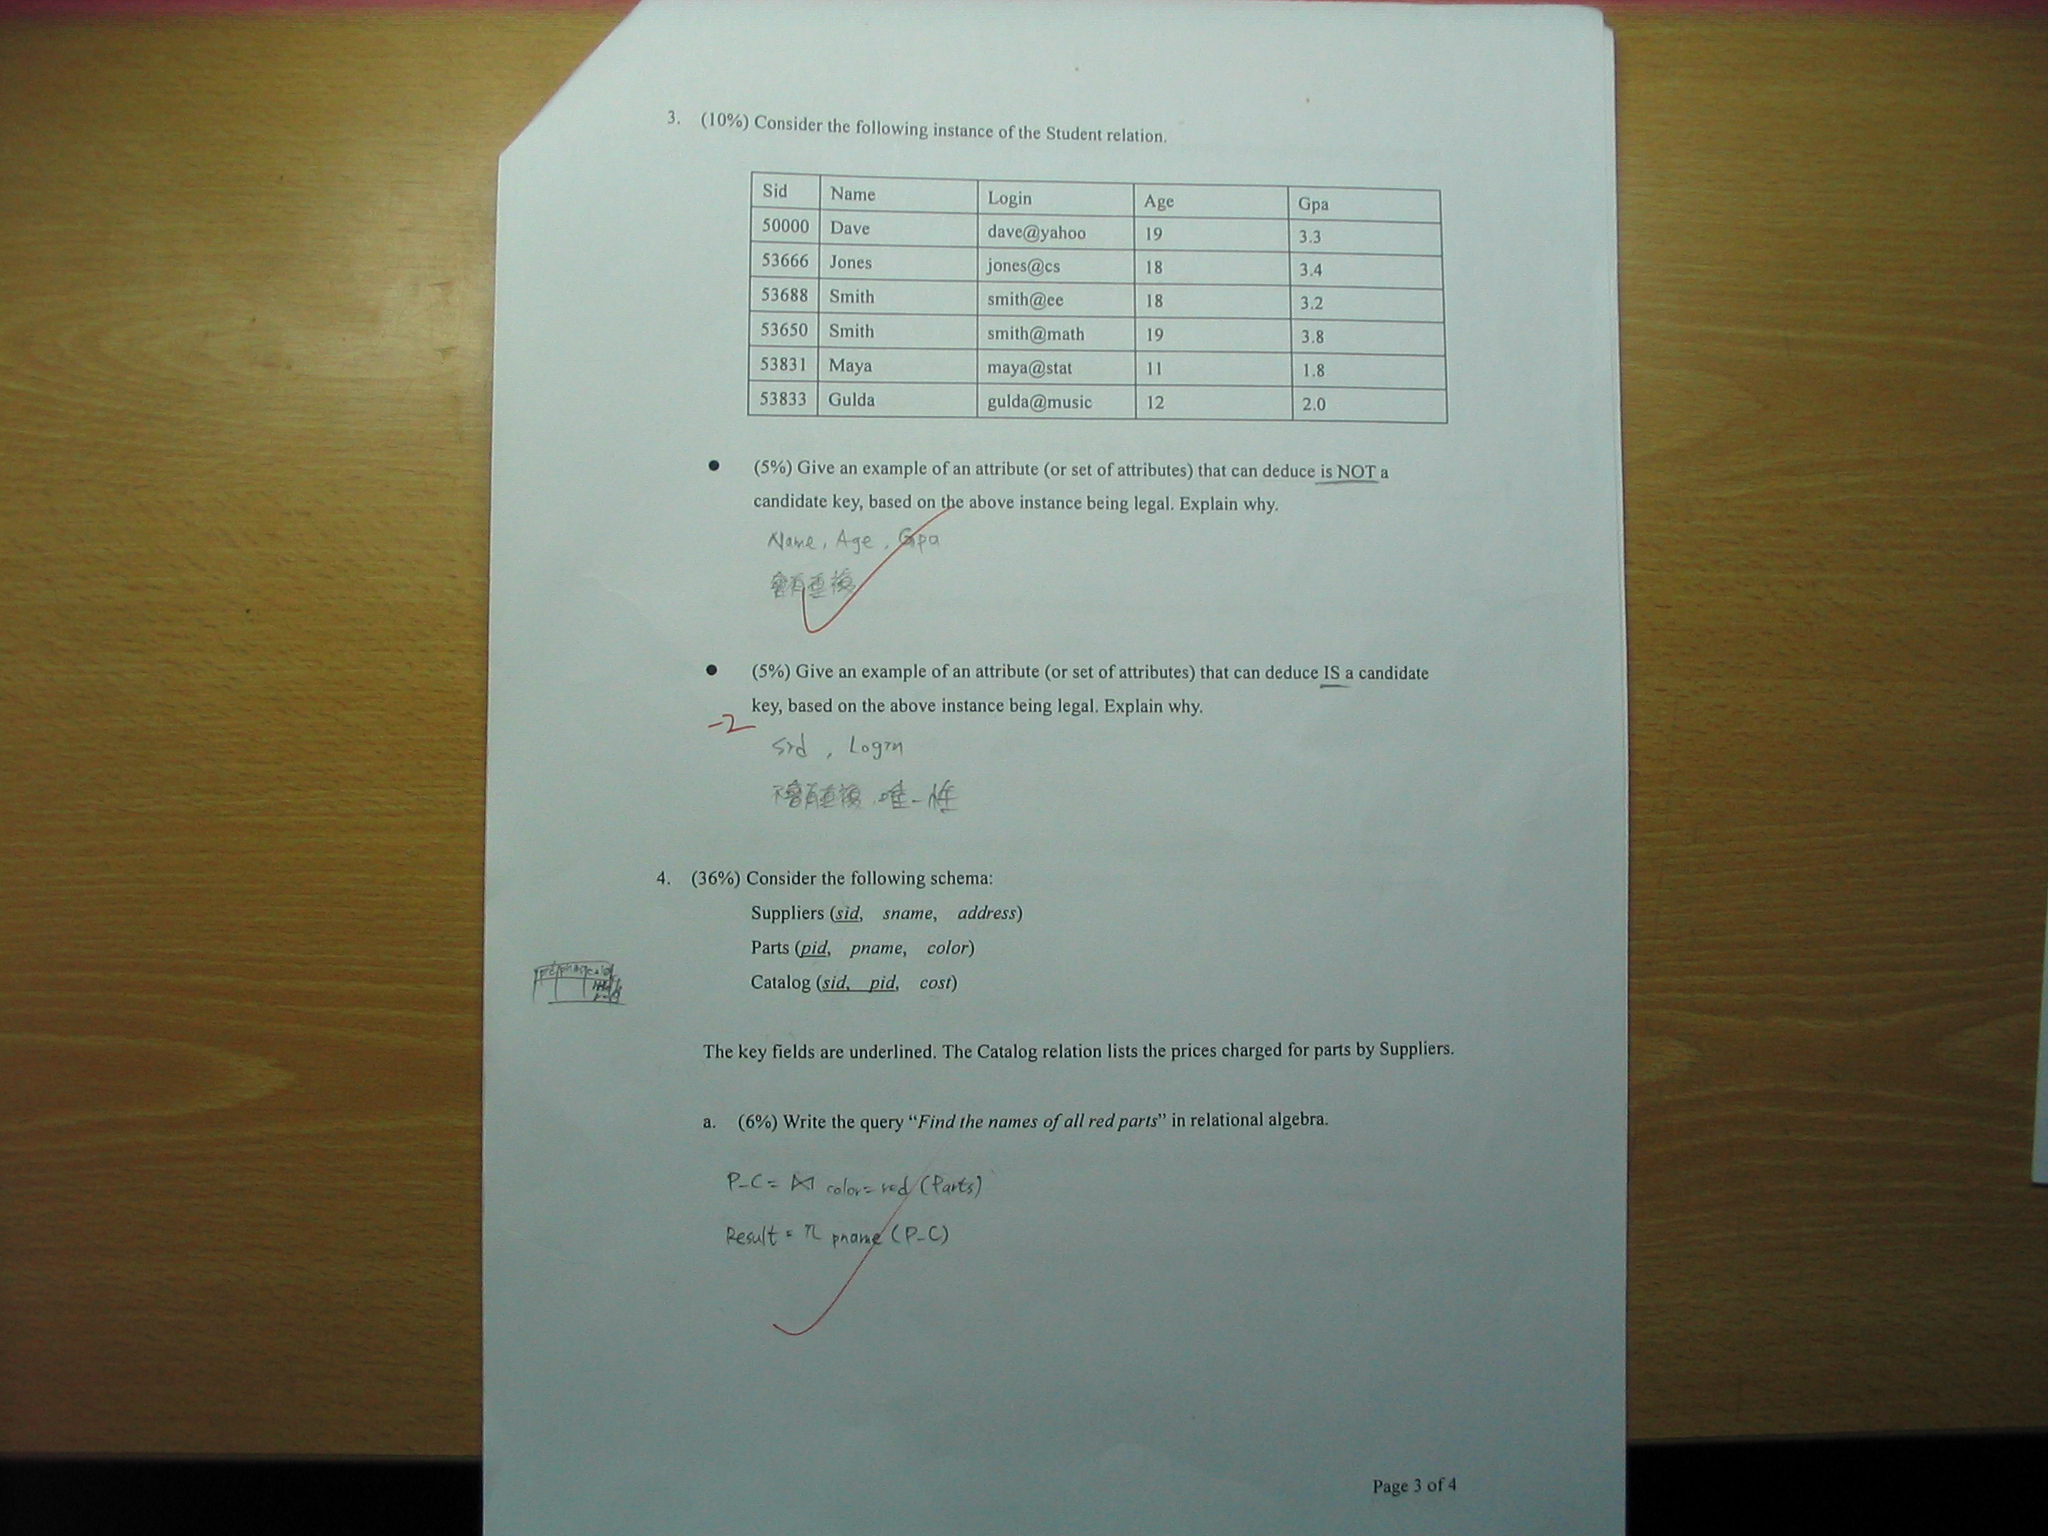 3. (10%) Consider the following instance of the Student relation.
Sid Name Login Age Gpa
50000 Dave dave@yahoo 19 3.3
53666 Jones jones@cs 18 3.4
53688 Smith smith@ee 18 3.2
53650 Smith smith@math 19 3.8
53831 Maya maya@stat 11 1.8
53833 Gulda gulda@music 12 2.0
● (5%) Give an example of an attribute (or set of attributes) that can deduce is NOT a
candidate key, based on the above instance being legal. Explain why.
Name, Age, Gpa
會有重複
● (5%) Give an example of an attribute (or set of attributes) that can deduce IS a candidate
key, based on the above instance being legal. Explain why.
-2
Sid, Login
不會有重複, 唯一性
4. (36%) Consider the following schema:
Suppliers (sid, sname, address)
Parts (pid, pname, color)
Catalog (sid, pid, cost)
The key fields are underlined. The Catalog relation lists the prices charged for parts by Suppliers.
a. (6%) Write the query “Find the names of all red parts” in relational algebra.
P_C = ⋈ color=red (Parts)
Result = π pname (P_C)
Page 3 of 4